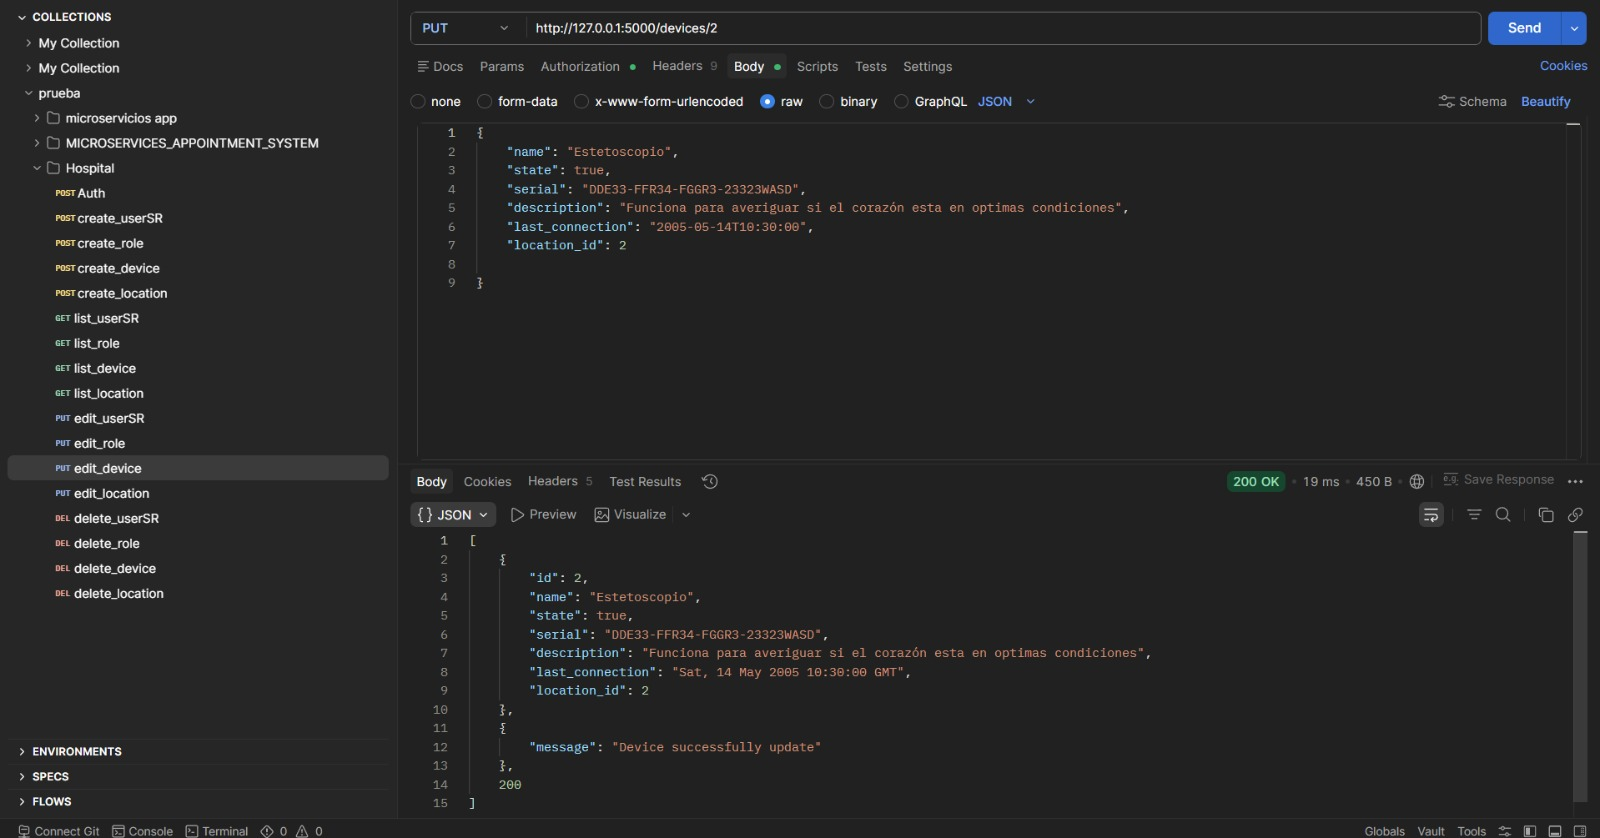 COLLECTIONS
My Collection
My Collection
prueba
microservicios app
MICROSERVICES_APPOINTMENT_SYSTEM
Hospital
POST Auth
POST create_userSR
POST create_role
POST create_device
POST create_location
GET list_userSR
GET list_role
GET list_device
GET list_location
PUT edit_userSR
PUT edit_role
PUT edit_device
PUT edit_location
DEL delete_userSR
DEL delete_role
DEL delete_device
DEL delete_location
ENVIRONMENTS
SPECS
FLOWS
PUT http://127.0.0.1:5000/devices/2 Send
Docs Params Authorization Headers 9 Body Scripts Tests Settings Cookies
none form-data x-www-form-urlencoded raw binary GraphQL JSON Schema Beautify
1 {
2 "name": "Estetoscopio",
3 "state": true,
4 "serial": "DDE33-FFR34-FGGR3-23323WASD",
5 "description": "Funciona para averiguar si el corazón esta en optimas condiciones",
6 "last_connection": "2005-05-14T10:30:00",
7 "location_id": 2
8
9 }
Body Cookies Headers 5 Test Results 200 OK • 19 ms • 450 B • e.g. Save Response
{} JSON Preview Visualize
1 [
2 {
3 "id": 2,
4 "name": "Estetoscopio",
5 "state": true,
6 "serial": "DDE33-FFR34-FGGR3-23323WASD",
7 "description": "Funciona para averiguar si el corazón esta en optimas condiciones",
8 "last_connection": "Sat, 14 May 2005 10:30:00 GMT",
9 "location_id": 2
10 },
11 {
12 "message": "Device successfully update"
13 },
14 200
15 ]
Connect Git Console Terminal 0 0 Globals Vault Tools